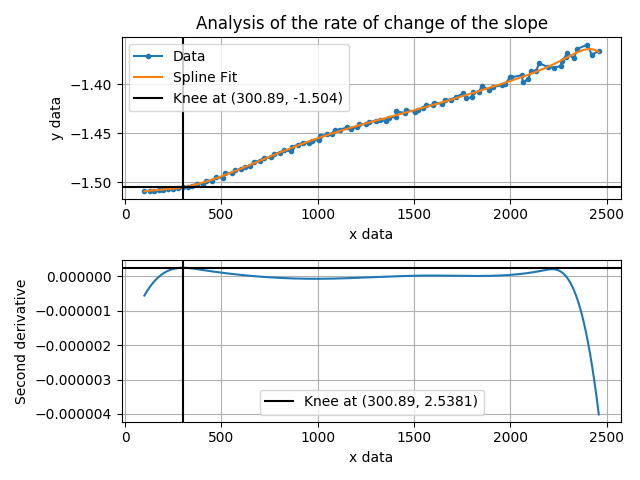 Analysis of the rate of change of the slope
Data
Spline Fit
Knee at (300.89, -1.504)
y data
−1.40
−1.45
−1.50
0 500 1000 1500 2000 2500
x data
Second derivative
0.000000
−0.000001
−0.000002
−0.000003
−0.000004
Knee at (300.89, 2.5381)
0 500 1000 1500 2000 2500
x data